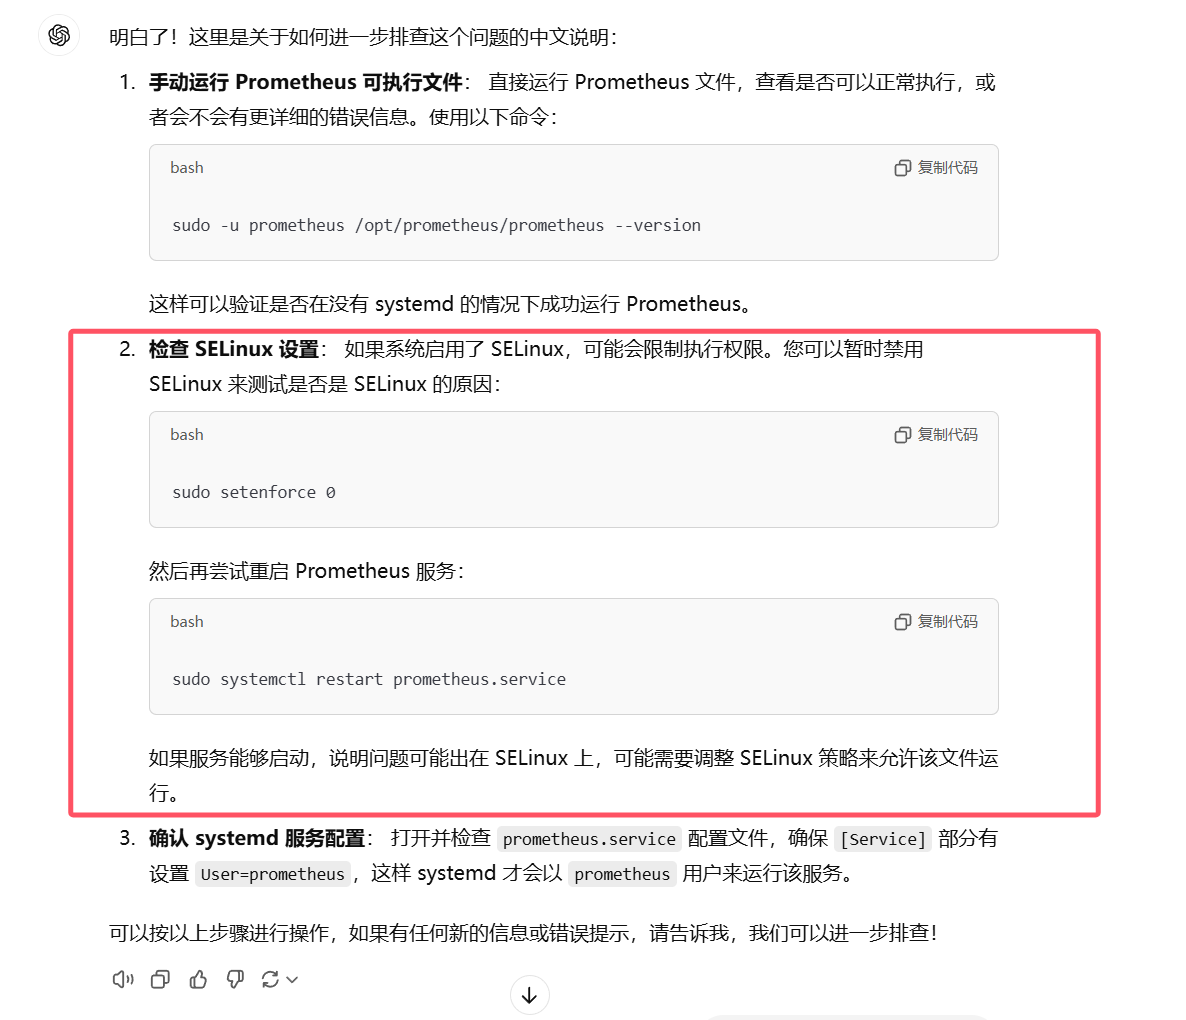 明白了！这里是关于如何进一步排查这个问题的中文说明：
1. 手动运行 Prometheus 可执行文件： 直接运行 Prometheus 文件，查看是否可以正常执行，或
者会不会有更详细的错误信息。使用以下命令：
bash 复制代码
sudo -u prometheus /opt/prometheus/prometheus --version
这样可以验证是否在没有 systemd 的情况下成功运行 Prometheus。
2. 检查 SELinux 设置： 如果系统启用了 SELinux，可能会限制执行权限。您可以暂时禁用
SELinux 来测试是否是 SELinux 的原因：
bash 复制代码
sudo setenforce 0
然后再尝试重启 Prometheus 服务：
bash 复制代码
sudo systemctl restart prometheus.service
如果服务能够启动，说明问题可能出在 SELinux 上，可能需要调整 SELinux 策略来允许该文件运
行。
3. 确认 systemd 服务配置： 打开并检查 prometheus.service 配置文件，确保 [Service] 部分有
设置 User=prometheus，这样 systemd 才会以 prometheus 用户来运行该服务。
可以按以上步骤进行操作，如果有任何新的信息或错误提示，请告诉我，我们可以进一步排查！